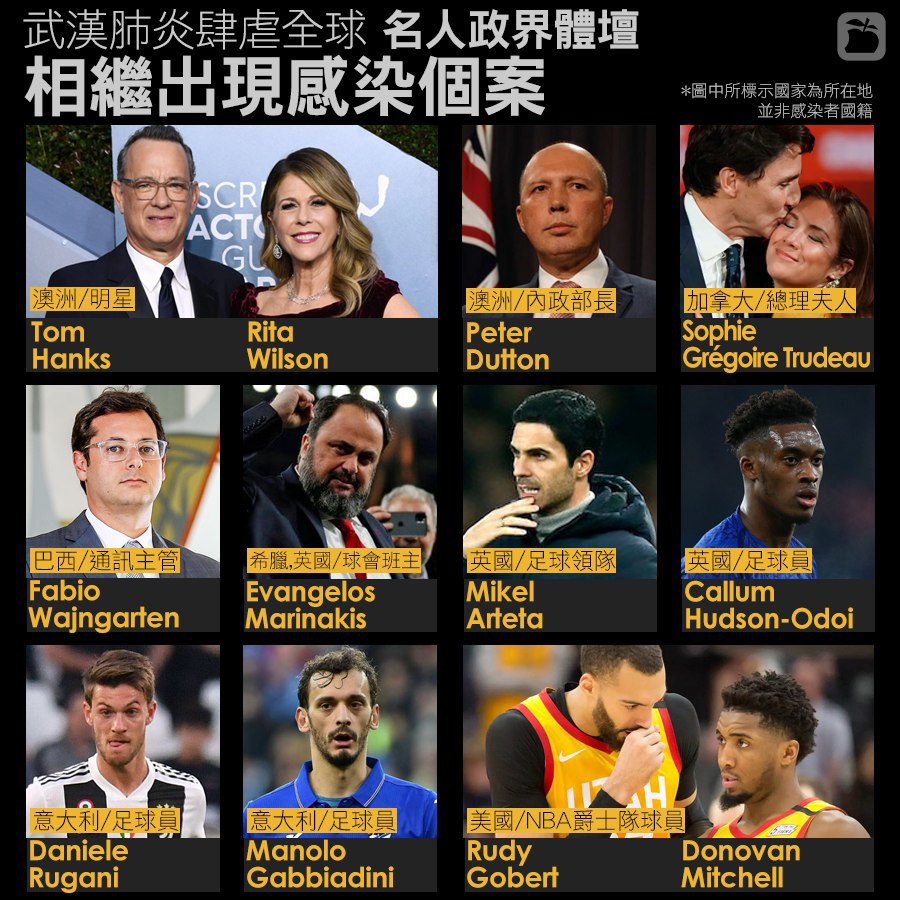 武漢肺炎肆虐全球 名人政界體壇
相繼出現感染個案
*圖中所標示國家為所在地
並非感染者國籍
SCRE
ACTO
GU
澳洲/明星
Tom
Hanks
Rita
Wilson
澳洲/內政部長
Peter
Dutton
加拿大/總理夫人
Sophie
Grégoire Trudeau
巴西/通訊主管
Fabio
Wajngarten
希臘,英國/球會班主
Evangelos
Marinakis
英國/足球領隊
Mikel
Arteta
英國/足球員
Callum
Hudson-Odoi
意大利/足球員
Daniele
Rugani
意大利/足球員
Manolo
Gabbiadini
UTAH
美國/NBA爵士隊球員
Rudy
Gobert
Donovan
Mitchell